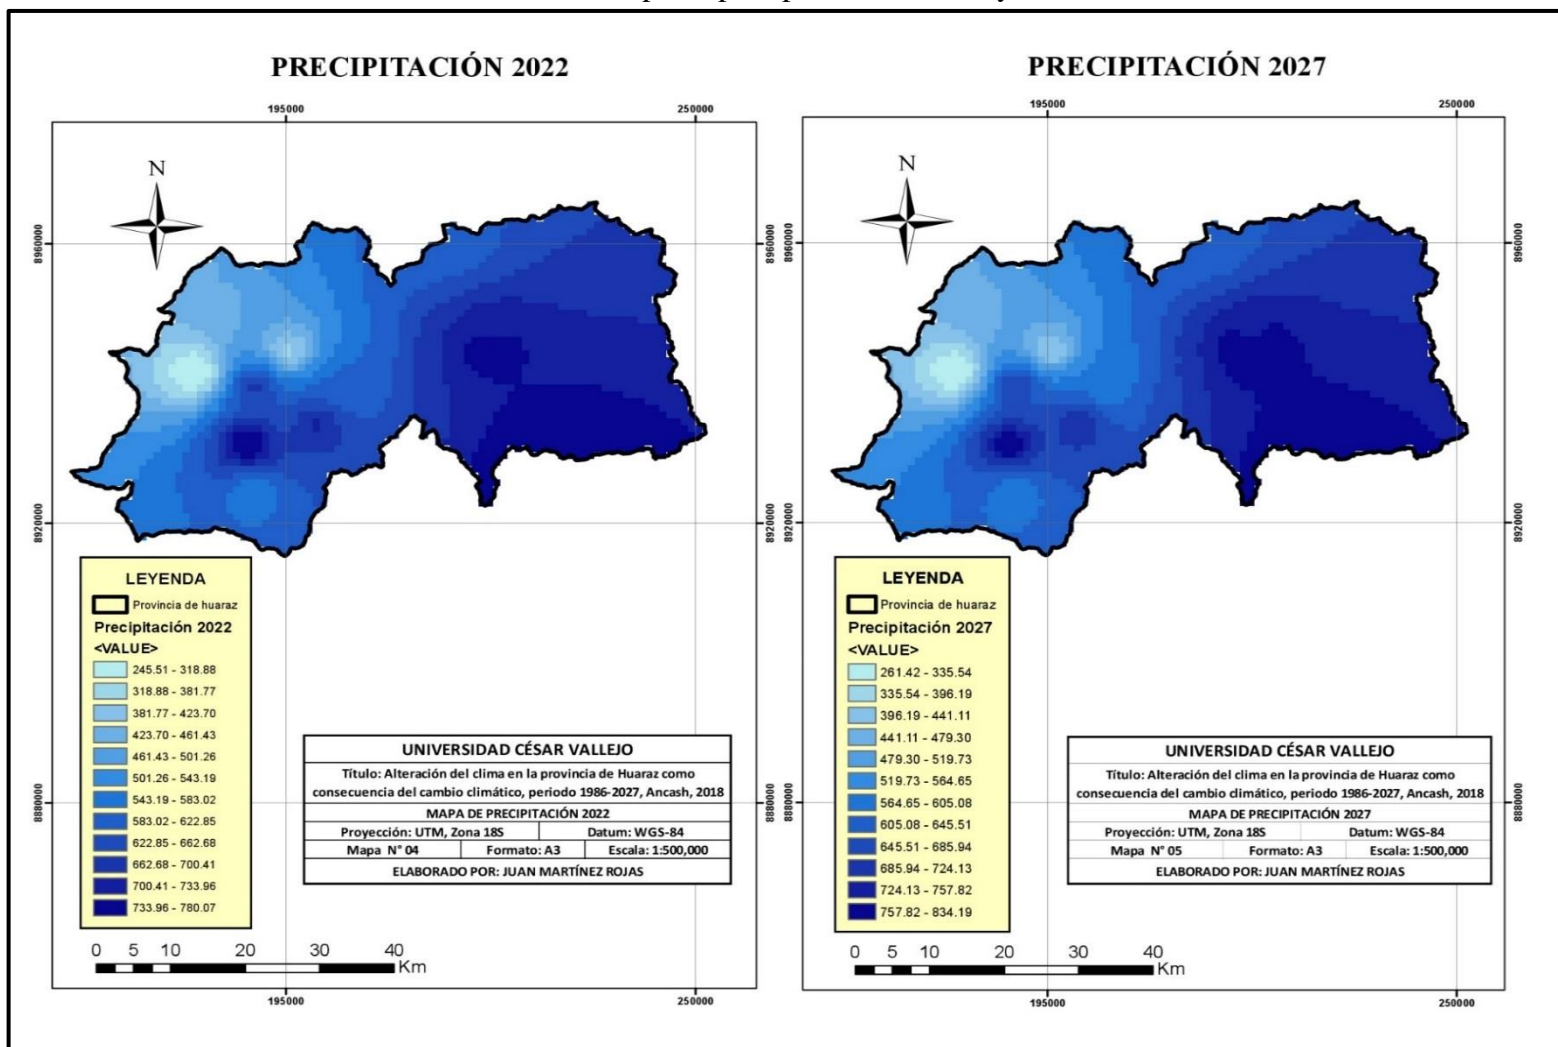 PRECIPITACIÓN 2022
195000
250000
N
8960000
8960000
8920000
8920000
8880000
8880000
LEYENDA
Provincia de huaraz
Precipitación 2022
<VALUE>
245.51 - 318.88
318.88 - 381.77
381.77 - 423.70
423.70 - 461.43
461.43 - 501.26
501.26 - 543.19
543.19 - 583.02
583.02 - 622.85
622.85 - 662.68
662.68 - 700.41
700.41 - 733.96
733.96 - 780.07
UNIVERSIDAD CÉSAR VALLEJO
Título: Alteración del clima en la provincia de Huaraz como
consecuencia del cambio climático, periodo 1986-2027, Ancash, 2018
MAPA DE PRECIPITACIÓN 2022
Proyección: UTM, Zona 18S Datum: WGS-84
Mapa N° 04 Formato: A3 Escala: 1:500,000
ELABORADO POR: JUAN MARTÍNEZ ROJAS
0 5 10 20 30 40
Km
195000
250000
PRECIPITACIÓN 2027
195000
250000
N
8960000
8960000
8920000
8920000
8880000
8880000
LEYENDA
Provincia de huaraz
Precipitación 2027
<VALUE>
261.42 - 335.54
335.54 - 396.19
396.19 - 441.11
441.11 - 479.30
479.30 - 519.73
519.73 - 564.65
564.65 - 605.08
605.08 - 645.51
645.51 - 685.94
685.94 - 724.13
724.13 - 757.82
757.82 - 834.19
UNIVERSIDAD CÉSAR VALLEJO
Título: Alteración del clima en la provincia de Huaraz como
consecuencia del cambio climático, periodo 1986-2027, Ancash, 2018
MAPA DE PRECIPITACIÓN 2027
Proyección: UTM, Zona 18S Datum: WGS-84
Mapa N° 05 Formato: A3 Escala: 1:500,000
ELABORADO POR: JUAN MARTÍNEZ ROJAS
0 5 10 20 30 40
Km
195000
250000